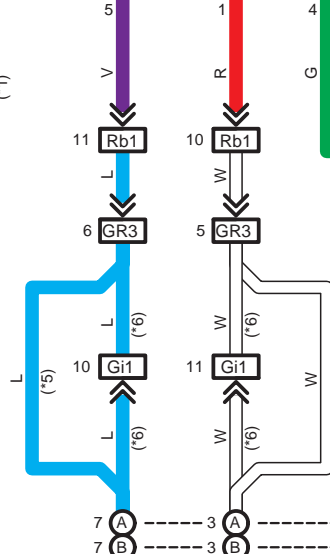 5 1 4
V R G
11 Rb1 10 Rb1
L W
6 GR3 5 GR3
L (*6) W (*6)
10 Gi1 11 Gi1
L (*5) W
L (*6) W (*6)
7 A 3 A
7 B 3 B